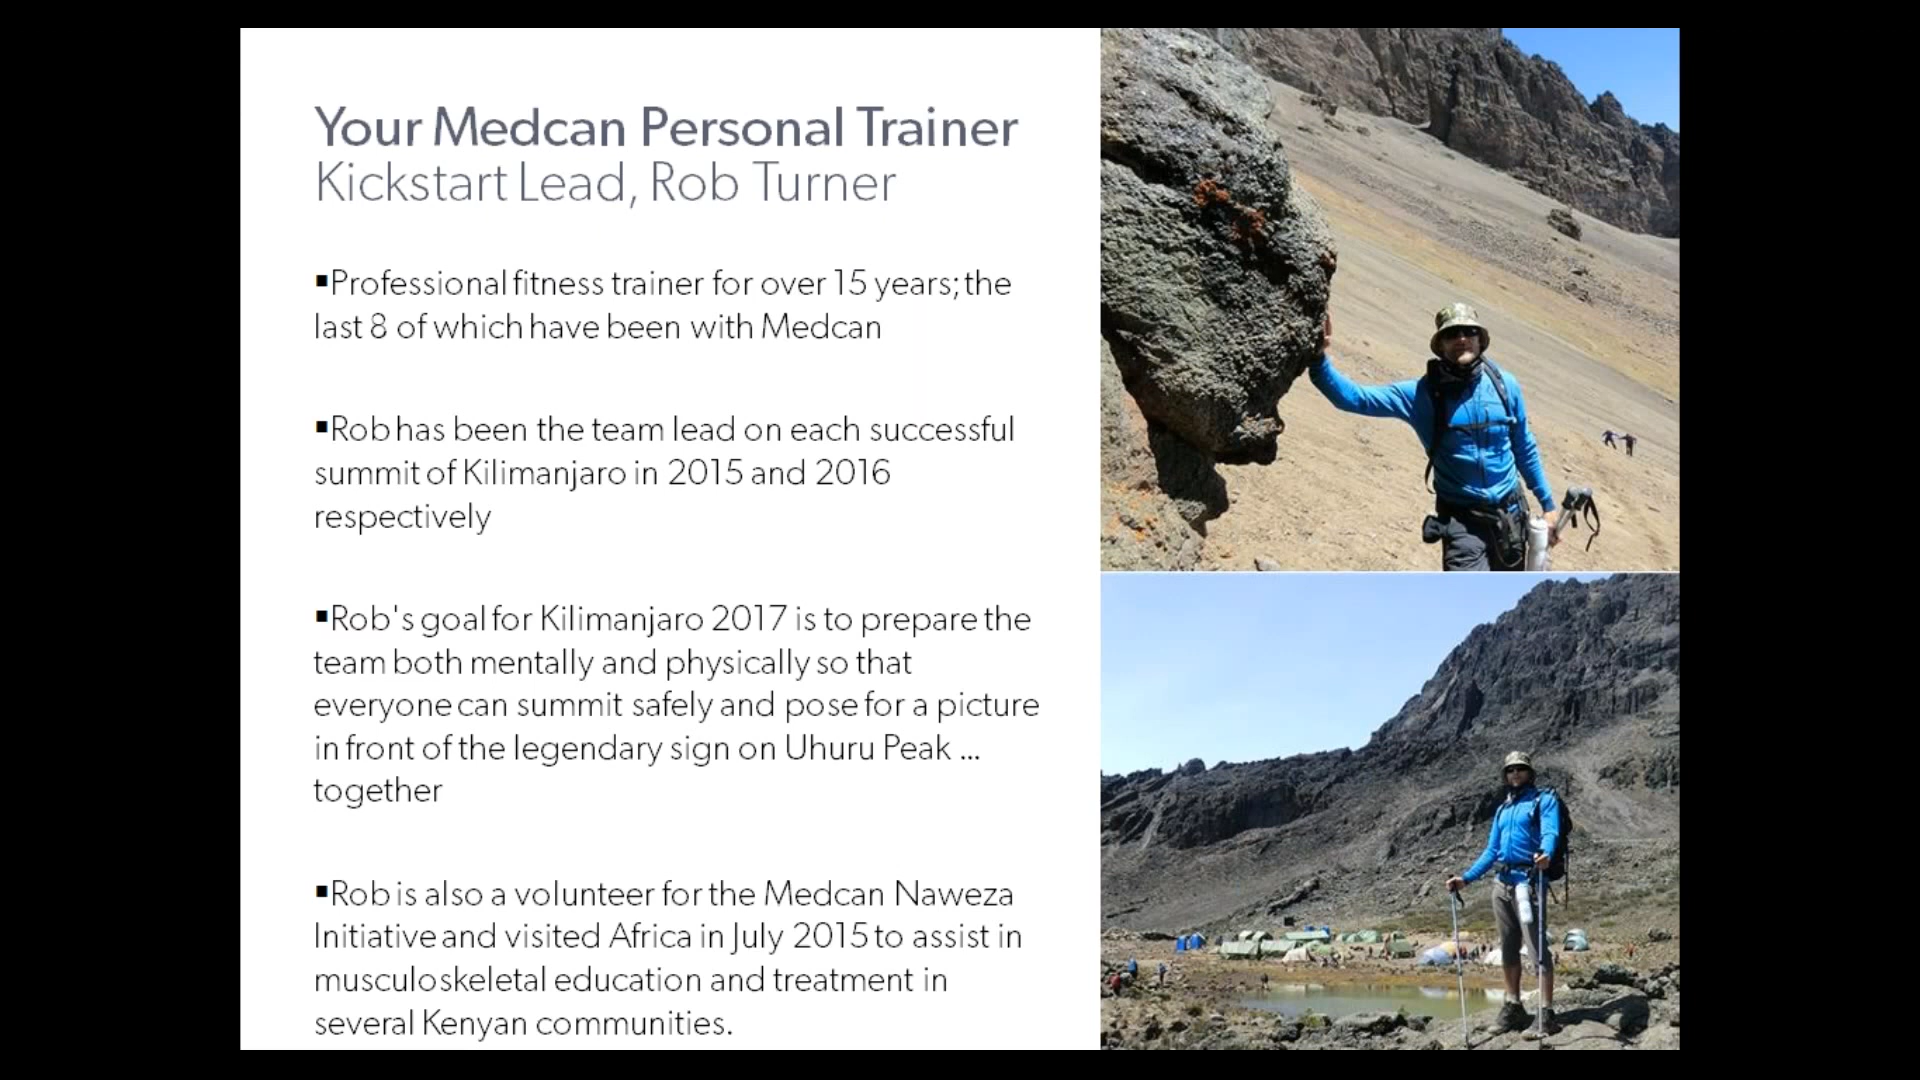 Your Medcan Personal Trainer
Kickstart Lead, Rob Turner
▪Professional fitness trainer for over 15 years; the
last 8 of which have been with Medcan
▪Rob has been the team lead on each successful
summit of Kilimanjaro in 2015 and 2016
respectively
▪Rob's goal for Kilimanjaro 2017 is to prepare the
team both mentally and physically so that
everyone can summit safely and pose for a picture
in front of the legendary sign on Uhuru Peak ...
together
▪Rob is also a volunteer for the Medcan Naweza
Initiative and visited Africa in July 2015 to assist in
musculoskeletal education and treatment in
several Kenyan communities.